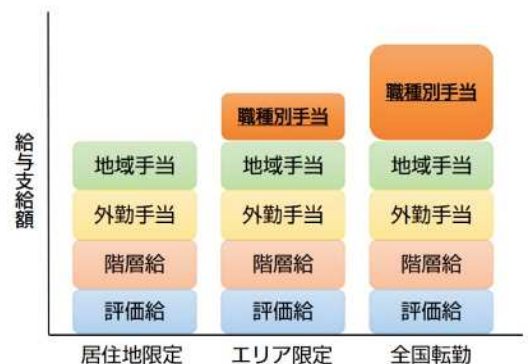 給与支給額
職種別手当
職種別手当
地域手当
地域手当
地域手当
外勤手当
外勤手当
外勤手当
階層給
階層給
階層給
評価給
評価給
評価給
居住地限定
エリア限定
全国転勤